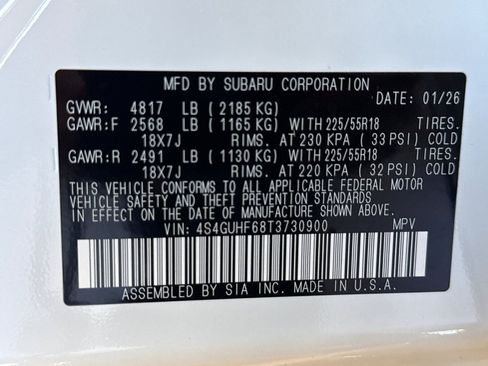 MFD BY SUBARU CORPORATION
DATE: 01/26
GVWR: 4817 LB (2185 KG)
GAWR:F 2568 LB (1165 KG) WITH 225/55R18 TIRES.
18X7J RIMS. AT 230 KPA (33 PSI) COLD
GAWR:R 2491 LB (1130 KG) WITH 225/55R18 TIRES.
18X7J RIMS. AT 220 KPA (32 PSI) COLD
THIS VEHICLE CONFORMS TO ALL APPLICABLE FEDERAL MOTOR
VEHICLE SAFETY AND THEFT PREVENTION STANDARDS
IN EFFECT ON THE DATE OF MANUFACTURE SHOWN ABOVE.
VIN: 4S4GUHF68T3730900 MPV
ASSEMBLED BY SIA INC. MADE IN U.S.A.